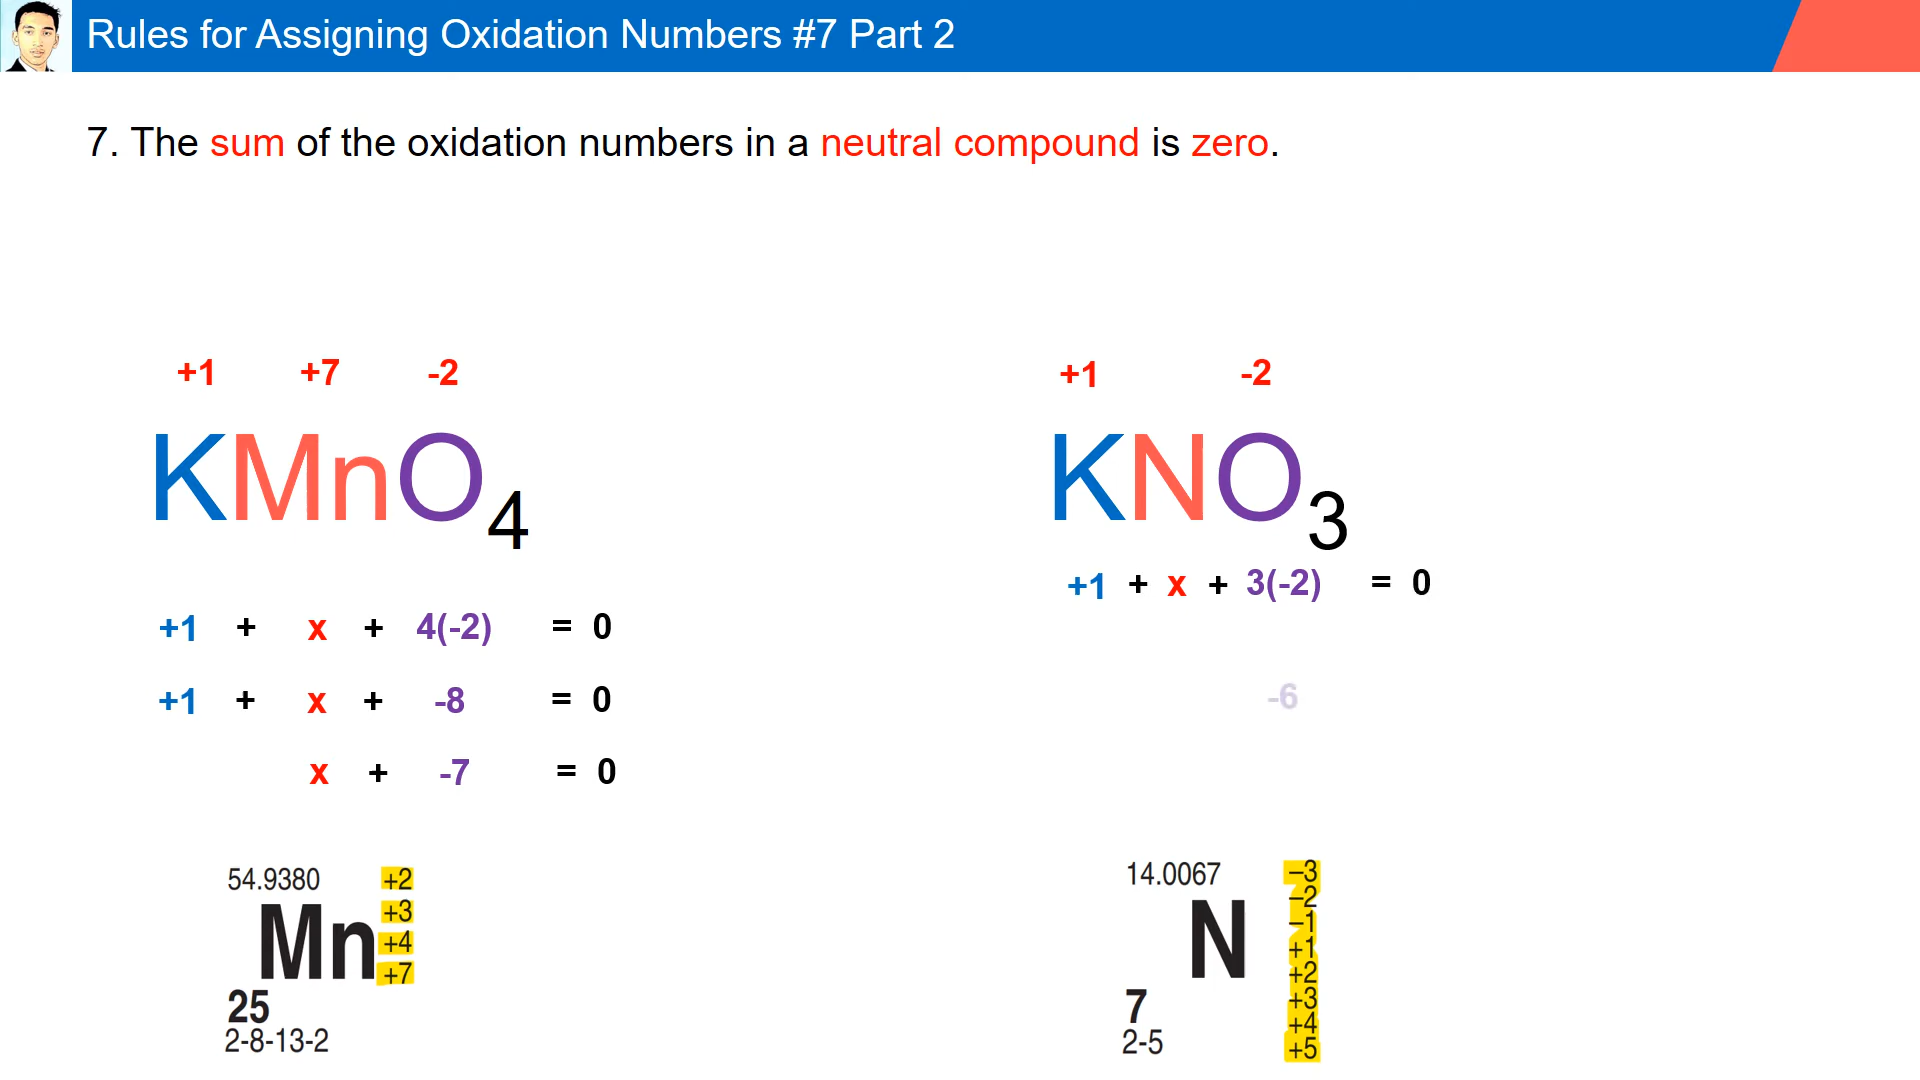 Rules for Assigning Oxidation Numbers #7 Part 2
7. The sum of the oxidation numbers in a neutral compound is zero.
+1 +7 -2
KMnO4
+1 + x + 4(-2) = 0
+1 + x + -8 = 0
x + -7 = 0
54.9380
Mn
+2
+3
+4
+7
25
2-8-13-2
+1 -2
KNO3
+1 + x + 3(-2) = 0
-6
14.0067
N
–3
–2
–1
+1
+2
+3
+4
+5
7
2-5